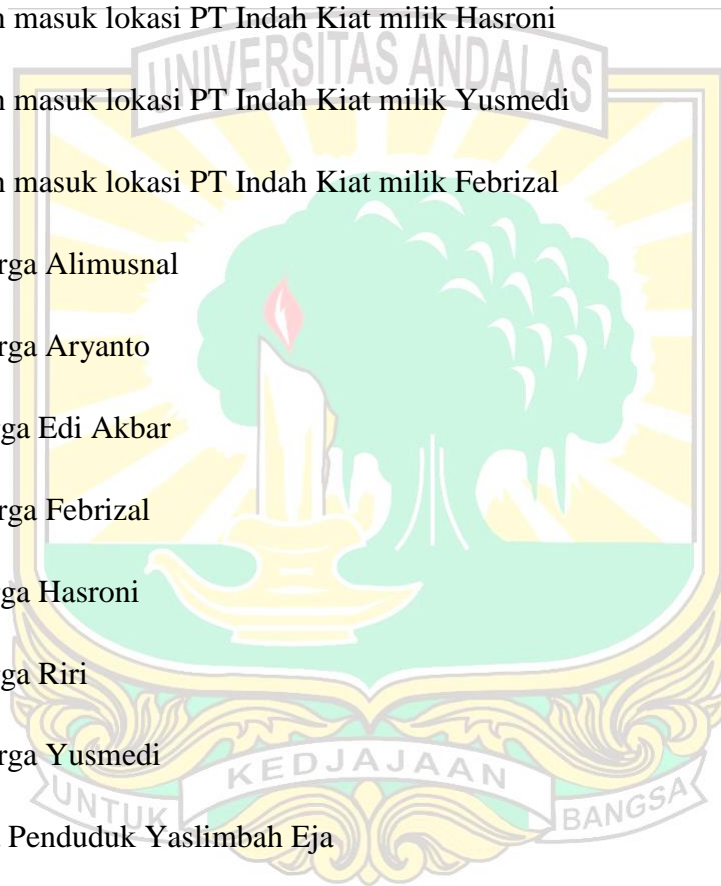 masuk lokasi PT Indah Kiat milik Hasroni
UNIVERSITAS ANDALAS
masuk lokasi PT Indah Kiat milik Yusmedi
masuk lokasi PT Indah Kiat milik Febrizal
rga Alimusnal
rga Aryanto
ga Edi Akbar
rga Febrizal
ga Hasroni
ga Riri
rga Yusmedi
KEDJAJAAN
UNTUK BANGSA
Penduduk Yaslimbah Eja